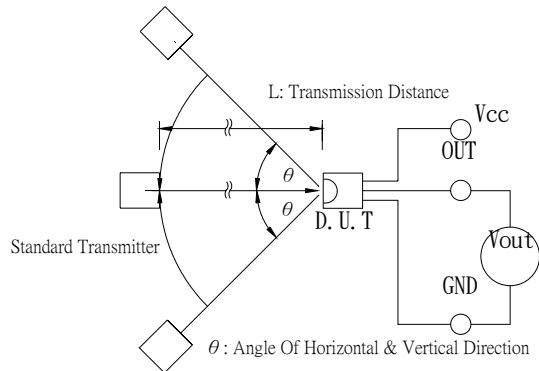 L: Transmission Distance
Vcc
OUT
θ
θ
D.U.T
Standard Transmitter
Vout
GND
θ : Angle Of Horizontal & Vertical Direction